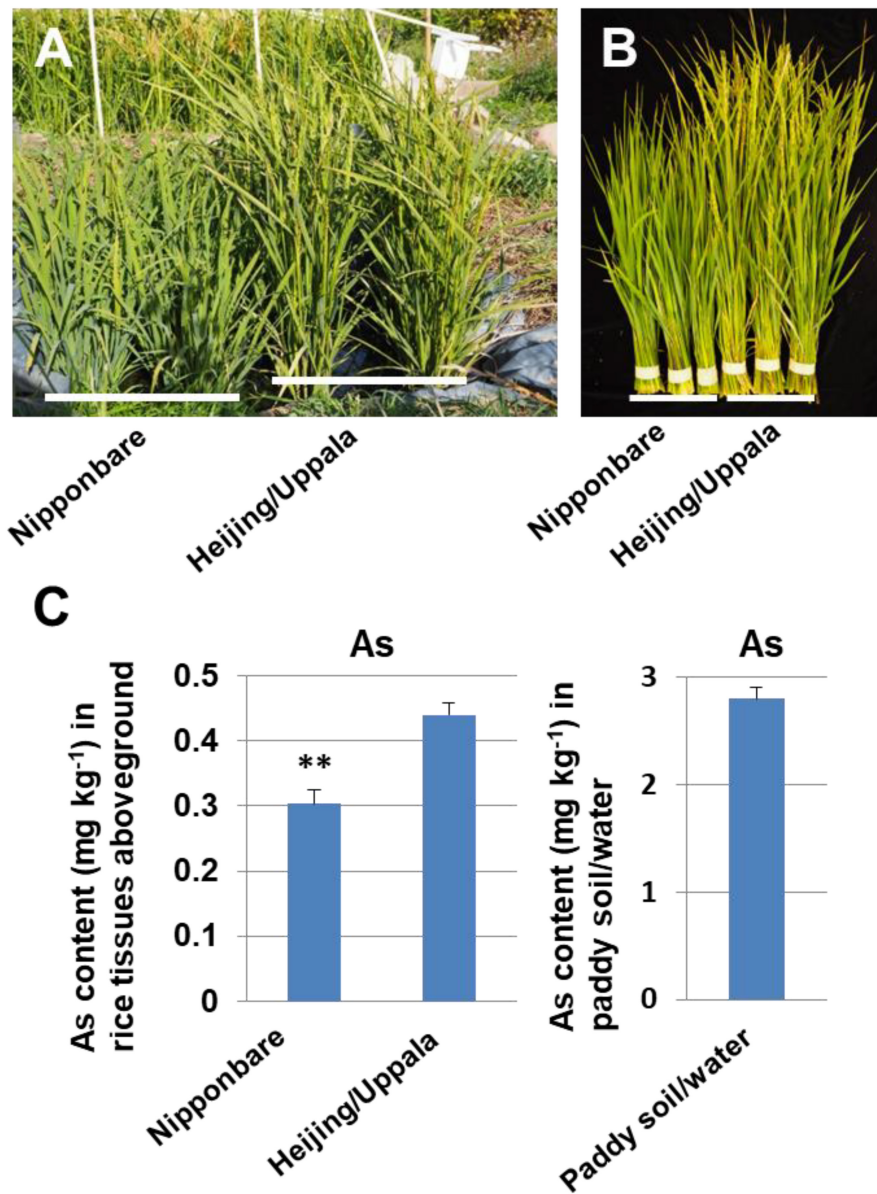 A
B
Nipponbare
Heijing/Uppala
Nipponbare
Heijing/Uppala
C
As
As content (mg kg-1) in
rice tissues aboveground
0.5
0.4
0.3
0.2
0.1
0
**
Nipponbare
Heijing/Uppala
As
As content (mg kg-1) in
paddy soil/water
3
2
1
0
Paddy soil/water